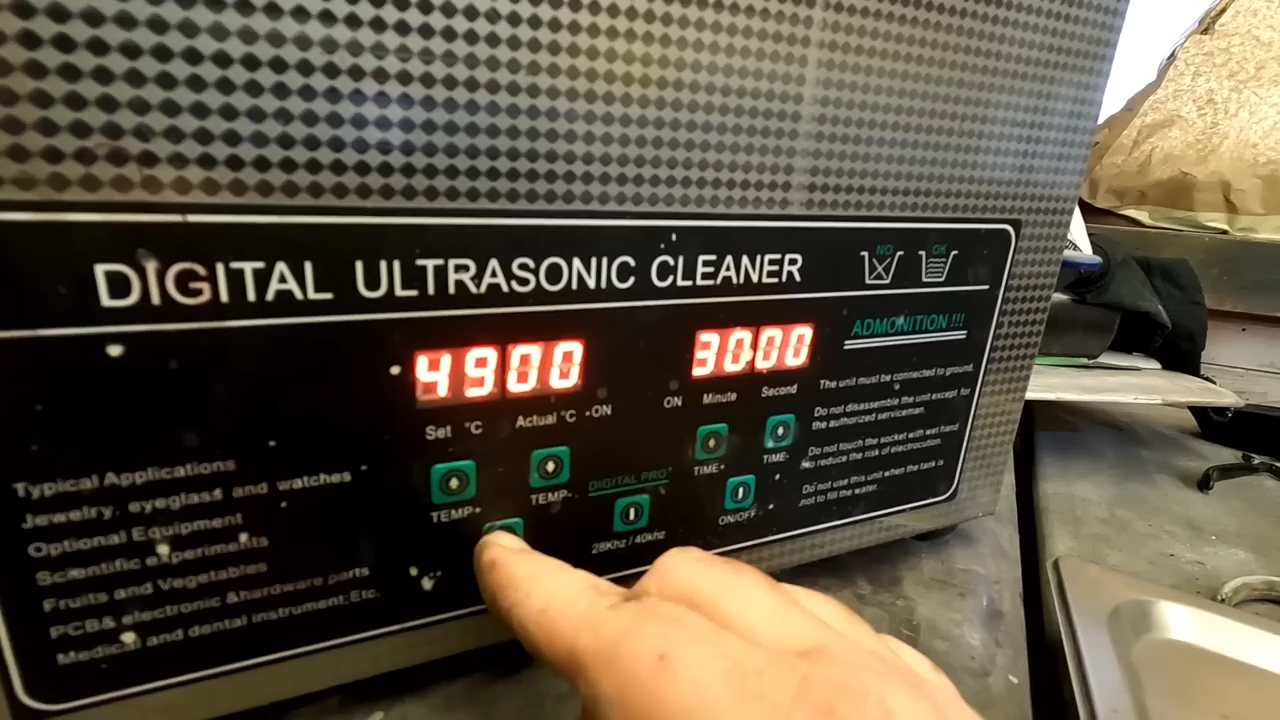 DIGITAL ULTRASONIC CLEANER
NO OK
ADMONITION !!!
4900 3000
Set °C Actual °C •ON
ON Minute Second
The unit must be connected to ground.
Do not disassemble the unit except for
the authorized serviceman.
Do not touch the socket with wet hand
to reduce the risk of electrocution.
Do not use this unit when the tank is
not to fill the water.
TEMP+ TEMP-
DIGITAL PRO
28Khz / 40khz
TIME+ TIME-
ON/OFF
Typical Applications
Jewelry, eyeglass and watches
Optional Equipment
Scientific experiments
Fruits and Vegetables
PCB& electronic &hardware parts
Medical and dental instrument:Etc.